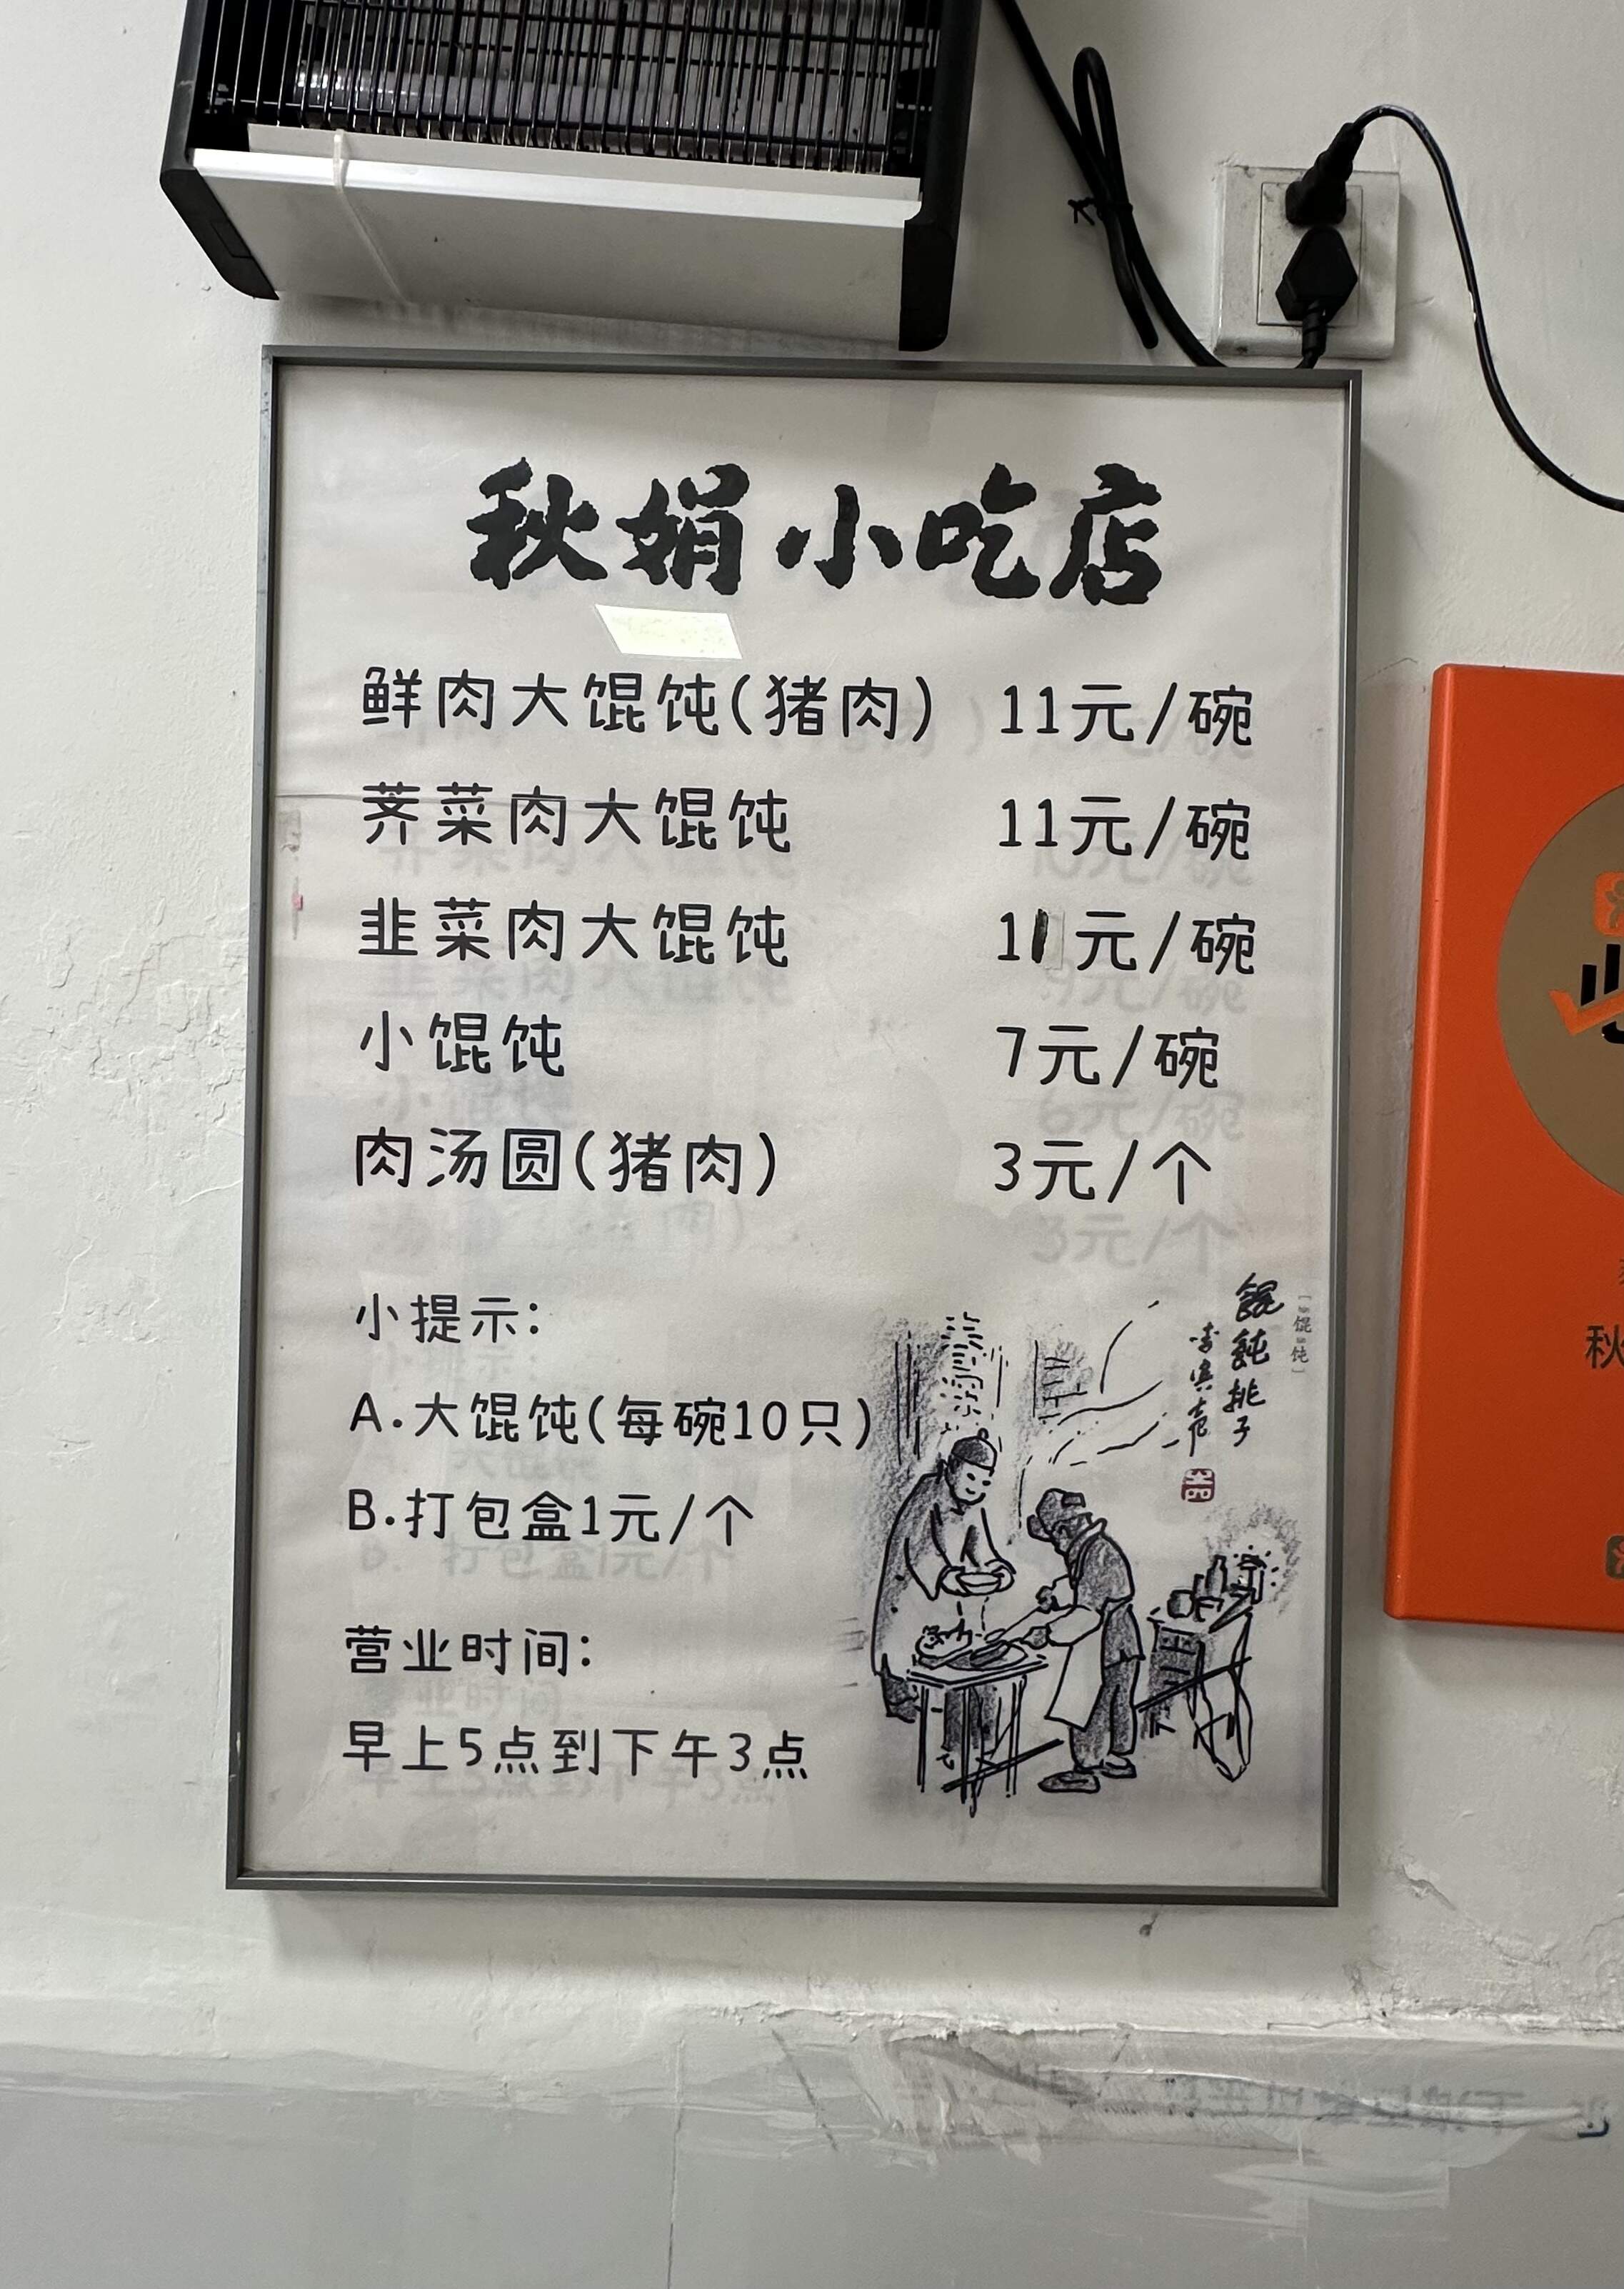 秋娟小吃店
鲜肉大馄饨(猪肉) 11元/碗
荠菜肉大馄饨 11元/碗
韭菜肉大馄饨 11元/碗
小馄饨 7元/碗
肉汤圆(猪肉) 3元/个
小提示:
A.大馄饨(每碗10只)
B.打包盒1元/个
营业时间:
早上5点到下午3点
餛飩挑子
秋